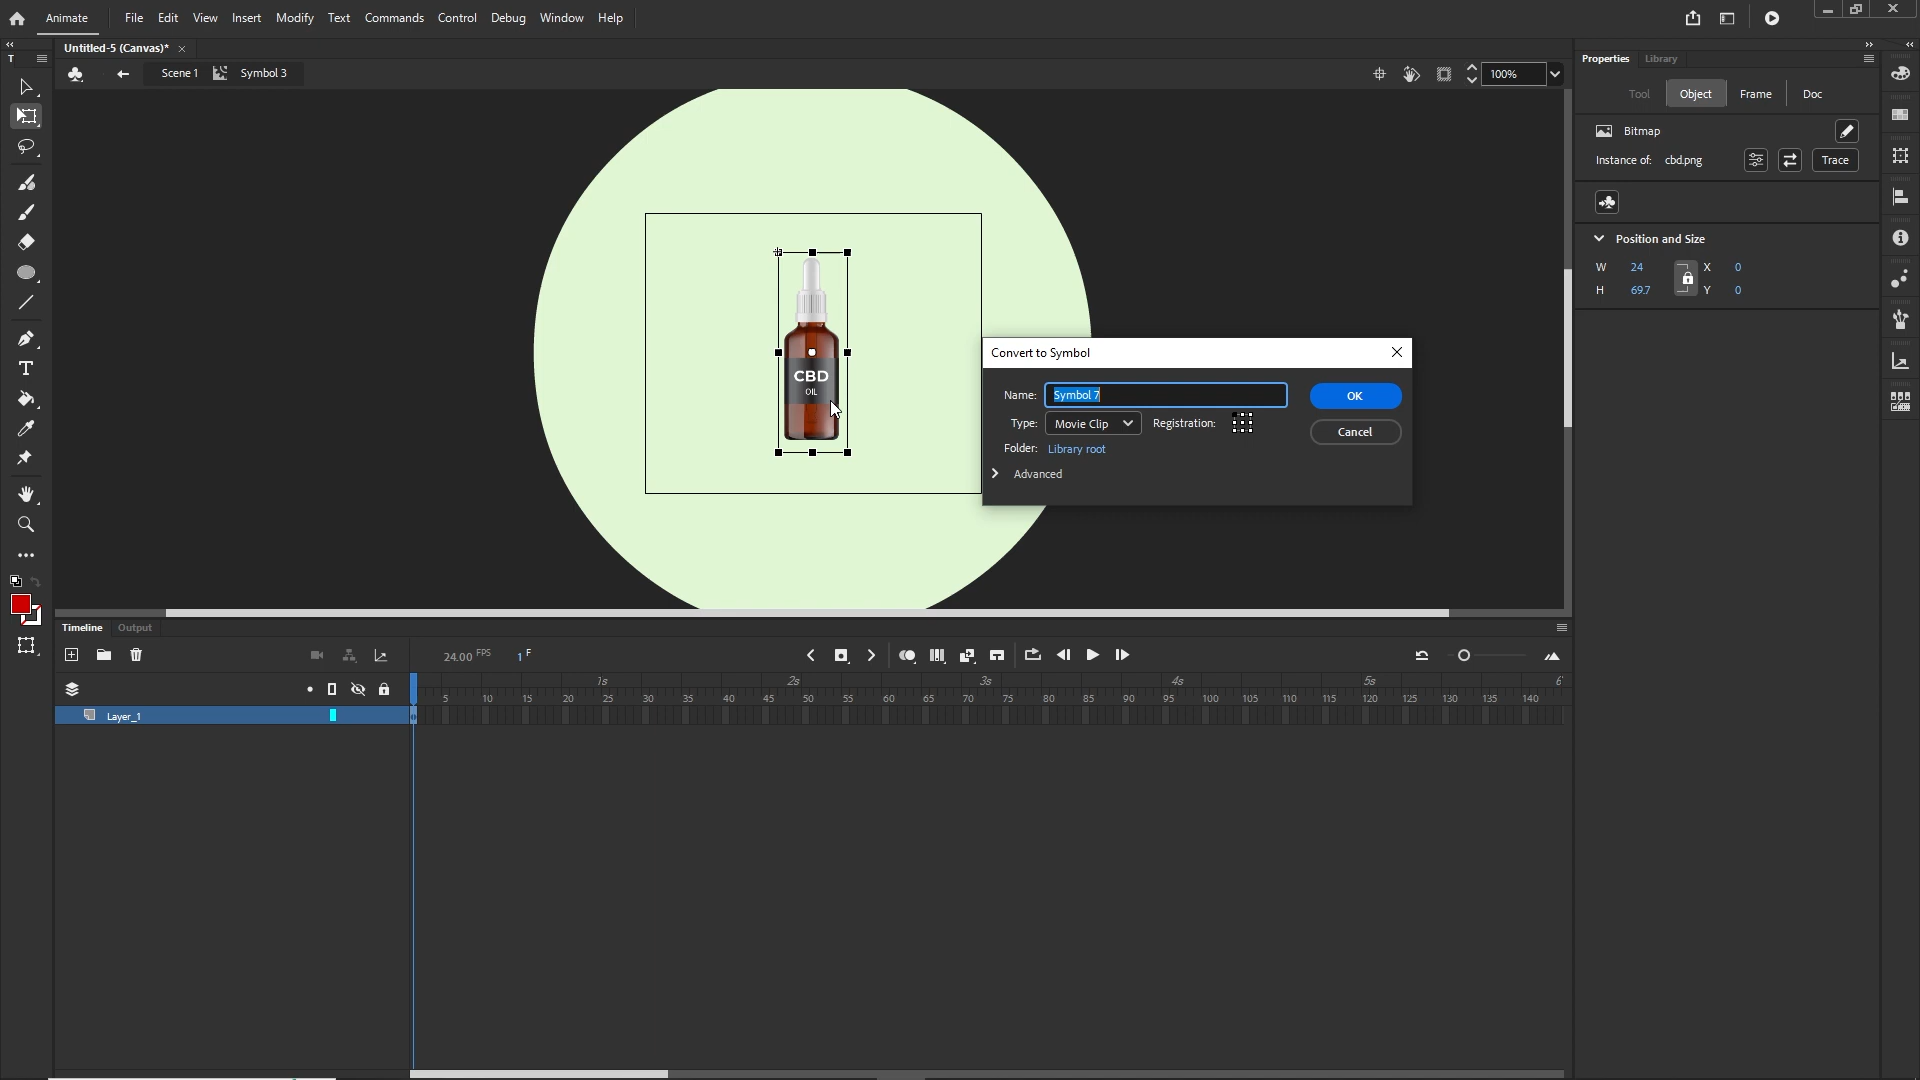 Animate File Edit View Insert Modify Text Commands Control Debug Window Help
Untitled-5 (Canvas)*
Scene 1 Symbol 3 100%
T
Properties Library
Tool Object Frame Doc
Bitmap
Instance of: cbd.png Trace
Position and Size
W 24 X 0
H 69.7 Y 0
CBD
OIL
Convert to Symbol
Name: Symbol 7 OK
Type: Movie Clip Registration:
Cancel
Folder: Library root
Advanced
T
Timeline Output
24.00 FPS 1 F
1s 2s 3s 4s 5s 6
5 10 15 20 25 30 35 40 45 50 55 60 65 70 75 80 85 90 95 100 105 110 115 120 125 130 135 140
Layer_1